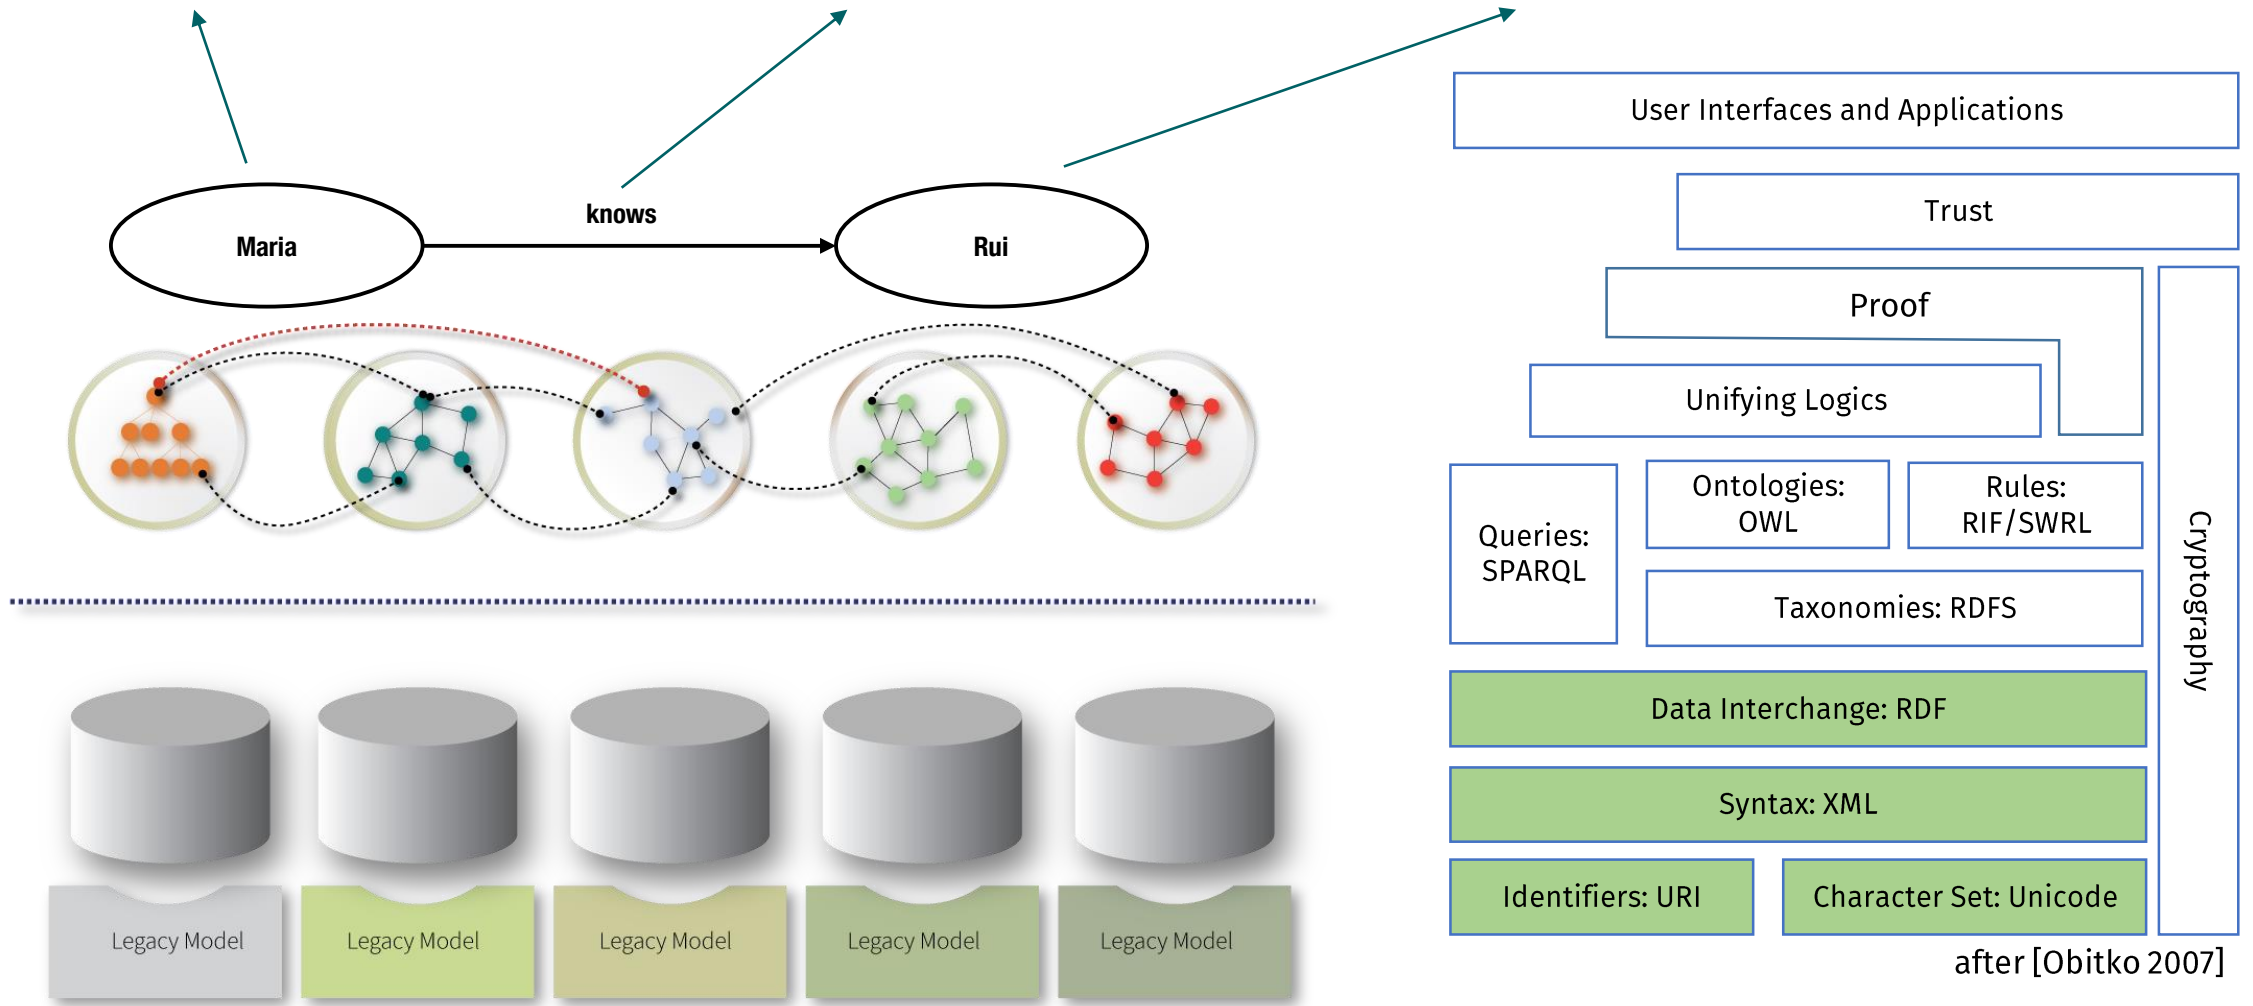 knows
Maria
Rui
Legacy Model
Legacy Model
Legacy Model
Legacy Model
Legacy Model
User Interfaces and Applications
Trust
Proof
Unifying Logics
Queries:
SPARQL
Ontologies:
OWL
Rules:
RIF/SWRL
Taxonomies: RDFS
Cryptography
Data Interchange: RDF
Syntax: XML
Identifiers: URI
Character Set: Unicode
after [Obitko 2007]